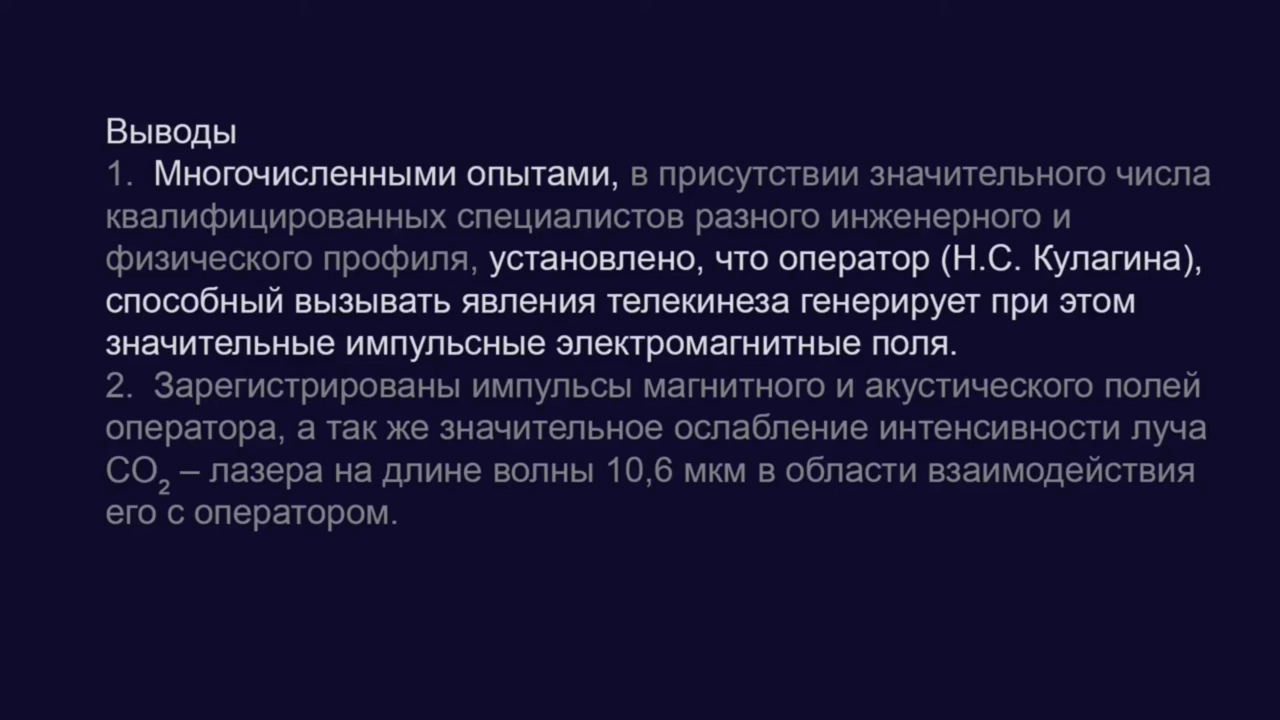 Выводы
1. Многочисленными опытами, в присутствии значительного числа
квалифицированных специалистов разного инженерного и
физического профиля, установлено, что оператор (Н.С. Кулагина),
способный вызывать явления телекинеза генерирует при этом
значительные импульсные электромагнитные поля.
2. Зарегистрированы импульсы магнитного и акустического полей
оператора, а так же значительное ослабление интенсивности луча
CO₂ – лазера на длине волны 10,6 мкм в области взаимодействия
его с оператором.